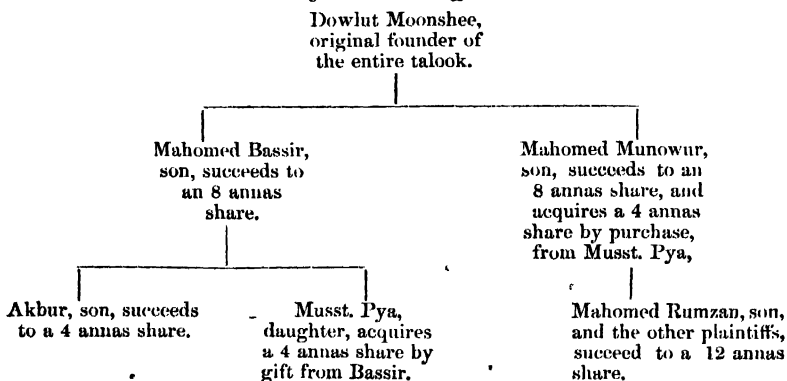 Dowlut Moonshee,
original founder of
the entire talook.
Mahomed Bassir,
son, succeeds to
an 8 annas
share.
Mahomed Munowur,
son, succeeds to an
8 annas share, and
acquires a 4 annas
share by purchase,
from Musst. Pya,
Akbur, son, succeeds
to a 4 annas share.
Musst. Pya,
daughter, acquires
a 4 annas share by
gift from Bassir.
Mahomed Rumzan, son,
and the other plaintiffs,
succeed to a 12 annas
share.